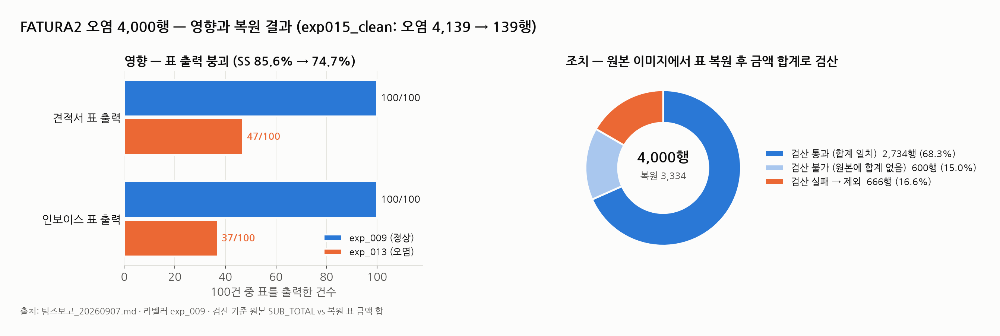 FATURA2 오염 4,000행 — 영향과 복원 결과 (exp015_clean: 오염 4,139 → 139행)
영향 — 표 출력 붕괴 (SS 85.6% → 74.7%)
견적서 표 출력
100/100
47/100
인보이스 표 출력
100/100
37/100
exp_009 (정상)
exp_013 (오염)
0 20 40 60 80 100
100건 중 표를 출력한 건수
조치 — 원본 이미지에서 표 복원 후 금액 합계로 검산
4,000행
복원 3,334
검산 통과 (합계 일치) 2,734행 (68.3%)
검산 불가 (원본에 합계 없음) 600행 (15.0%)
검산 실패 → 제외 666행 (16.6%)
출처: 팀즈보고_20260907.md · 라벨러 exp_009 · 검산 기준 원본 SUB_TOTAL vs 복원 표 금액 합